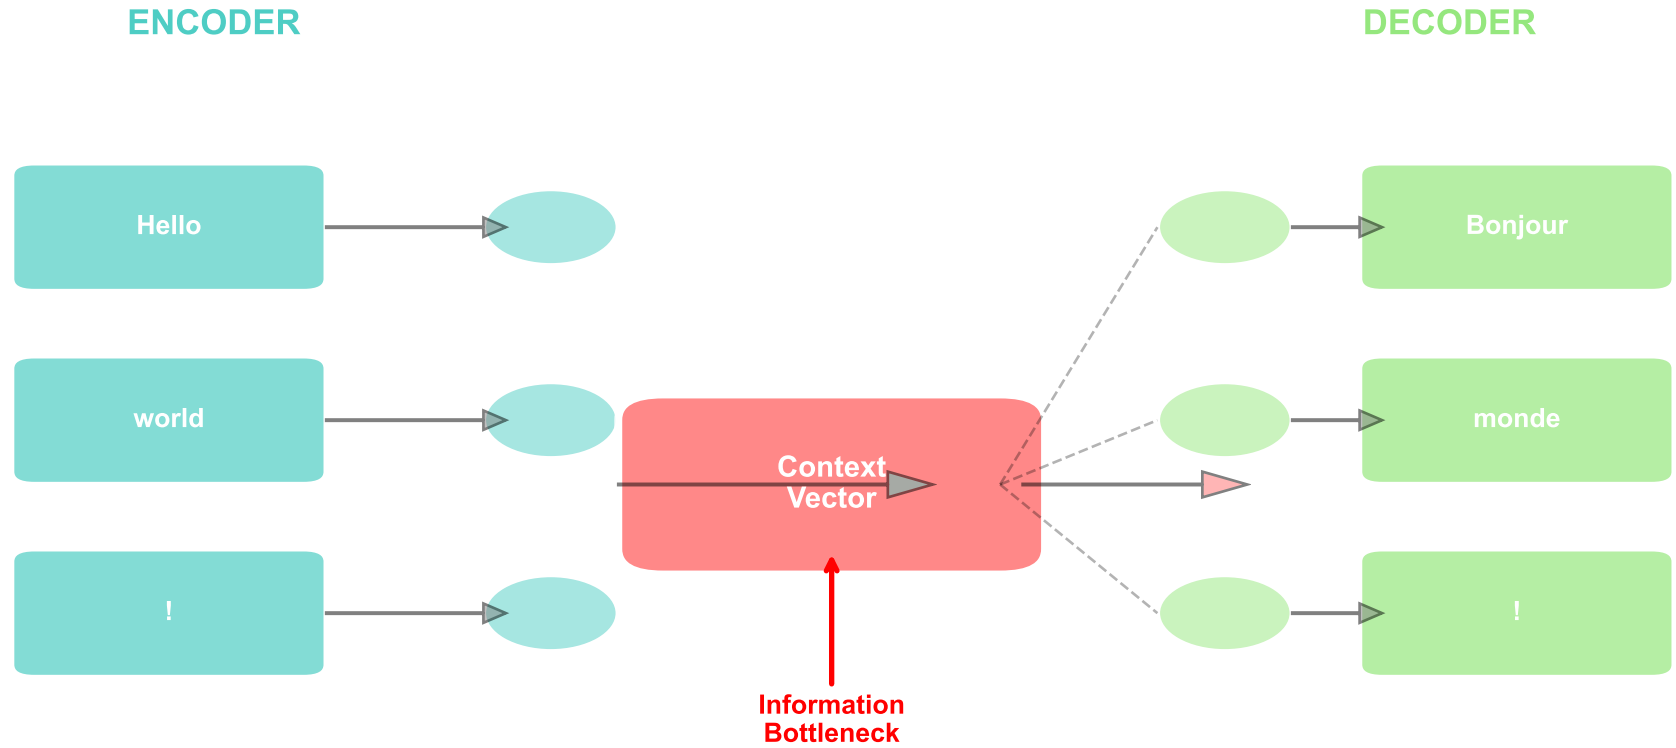 ENCODER
DECODER
Hello
Bonjour
world
monde
Context
Vector
!
!
Information
Bottleneck